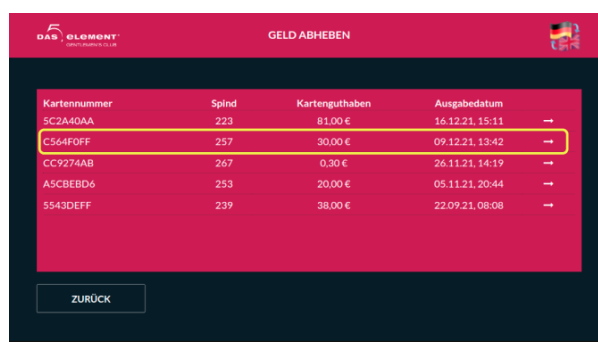 DAS 5 ELEMENT
GENTLEMEN'S CLUB
GELD ABHEBEN
Kartennummer Spind Kartenguthaben Ausgabedatum
5C2A40AA 223 81,00 € 16.12.21, 15:11 →
C564F0FF 257 30,00 € 09.12.21, 13:42 →
CC9274AB 267 0,30 € 26.11.21, 14:19 →
A5CBEBD6 253 20,00 € 05.11.21, 20:44 →
5543DEFF 239 38,00 € 22.09.21, 08:08 →
ZURÜCK